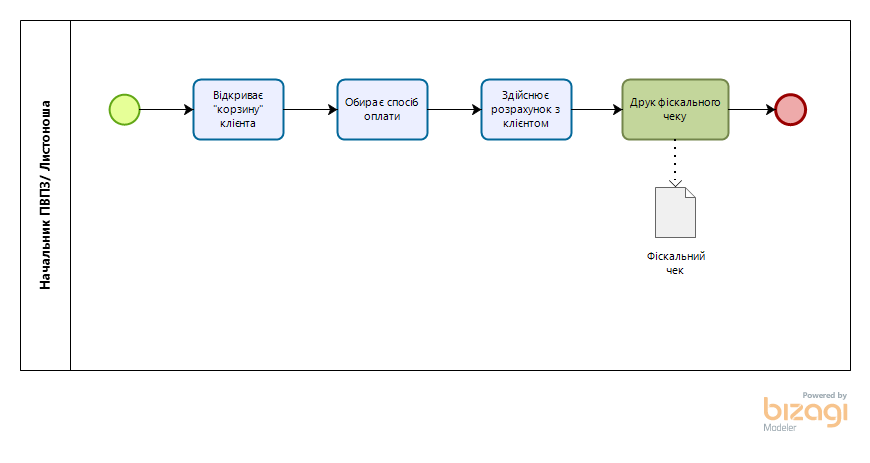 Начальник ПВПЗ/ Листоноша
Відкриває
"корзину"
клієнта
Обирає спосіб
оплати
Здійснює
розрахунок з
клієнтом
Друк фіскального
чеку
Фіскальний
чек
Powered by
bizagi
Modeler